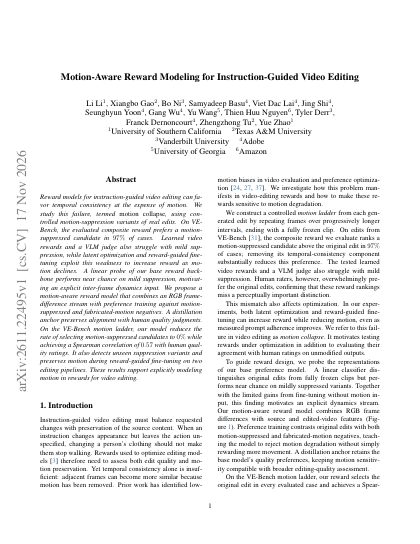 Motion-Aware Reward Modeling for Instruction-Guided Video Editing
Li Li1, Xiangbo Gao2, Bo Ni3, Samyadeep Basu4, Viet Dac Lai4, Jing Shi4,
Seunghyun Yoon4, Gang Wu4, Yu Wang5, Thien Huu Nguyen6, Tyler Derr3,
Franck Dernoncourt4, Zhengzhong Tu2, Yue Zhao1
1University of Southern California 2Texas A&M University
3Vanderbilt University 4Adobe
5University of Georgia 6Amazon
arXiv:2611.22495v1 [cs.CV] 17 Nov 2026
Abstract
Reward models for instruction-guided video editing can fa-
vor temporal consistency at the expense of motion. We
study this failure, termed motion collapse, using con-
trolled motion-suppression variants of real edits. On VE-
Bench, the evaluated composite reward prefers a motion-
suppressed candidate in 97% of cases. Learned video
rewards and a VLM judge also struggle with mild sup-
pression, while latent optimization and reward-guided fine-
tuning exploit this weakness to increase reward as mo-
tion declines. A linear probe of our base reward back-
bone performs near chance on mild suppression, motivat-
ing an explicit inter-frame dynamics input. We propose a
motion-aware reward model that combines an RGB frame-
difference stream with preference training against motion-
suppressed and fabricated-motion negatives. A distillation
anchor preserves alignment with human quality judgments.
On the VE-Bench motion ladder, our model reduces the
rate of selecting motion-suppressed candidates to 0% while
achieving a Spearman correlation of 0.57 with human qual-
ity ratings. It also detects unseen suppression variants and
preserves motion during reward-guided fine-tuning on two
editing pipelines. These results support explicitly modeling
motion in rewards for video editing.
1. Introduction
Instruction-guided video editing must balance requested
changes with preservation of the source content. When an
instruction changes appearance but leaves the action un-
specified, changing a person's clothing should not make
them stop walking. Rewards used to optimize editing mod-
els [3] therefore need to assess both edit quality and mo-
tion preservation. Yet temporal consistency alone is insuf-
ficient: adjacent frames can become more similar because
motion has been removed. Prior work has identified low-
motion biases in video evaluation and preference optimiza-
tion [24, 27, 37]. We investigate how this problem mani-
fests in video-editing rewards and how to make these re-
wards sensitive to motion degradation.
We construct a controlled motion ladder from each gen-
erated edit by repeating frames over progressively longer
intervals, ending with a fully frozen clip. On edits from
VE-Bench [31], the composite reward we evaluate ranks a
motion-suppressed candidate above the original edit in 97%
of cases; removing its temporal-consistency component
substantially reduces this preference. The tested learned
video rewards and a VLM judge also struggle with mild
suppression. Human raters, however, overwhelmingly pre-
fer the original edits, confirming that these reward rankings
miss a perceptually important distinction.
This mismatch also affects optimization. In our exper-
iments, both latent optimization and reward-guided fine-
tuning can increase reward while reducing motion, even as
measured prompt adherence improves. We refer to this fail-
ure in video editing as motion collapse. It motivates testing
rewards under optimization in addition to evaluating their
agreement with human ratings on unmodified outputs.
To guide reward design, we probe the representations
of our base preference model. A linear classifier dis-
tinguishes original edits from fully frozen clips but per-
forms near chance on mildly suppressed variants. Together
with the limited gains from fine-tuning without motion in-
put, this finding motivates an explicit dynamics stream.
Our motion-aware reward model combines RGB frame
differences with source and edited-video features (Fig-
ure 1). Preference training contrasts original edits with both
motion-suppressed and fabricated-motion negatives, teach-
ing the model to reject motion degradation without simply
rewarding more movement. A distillation anchor retains the
base model's quality preferences, keeping motion sensitiv-
ity compatible with broader editing-quality assessment.
On the VE-Bench motion ladder, our reward selects the
original edit in every evaluated case and achieves a Spear-
1